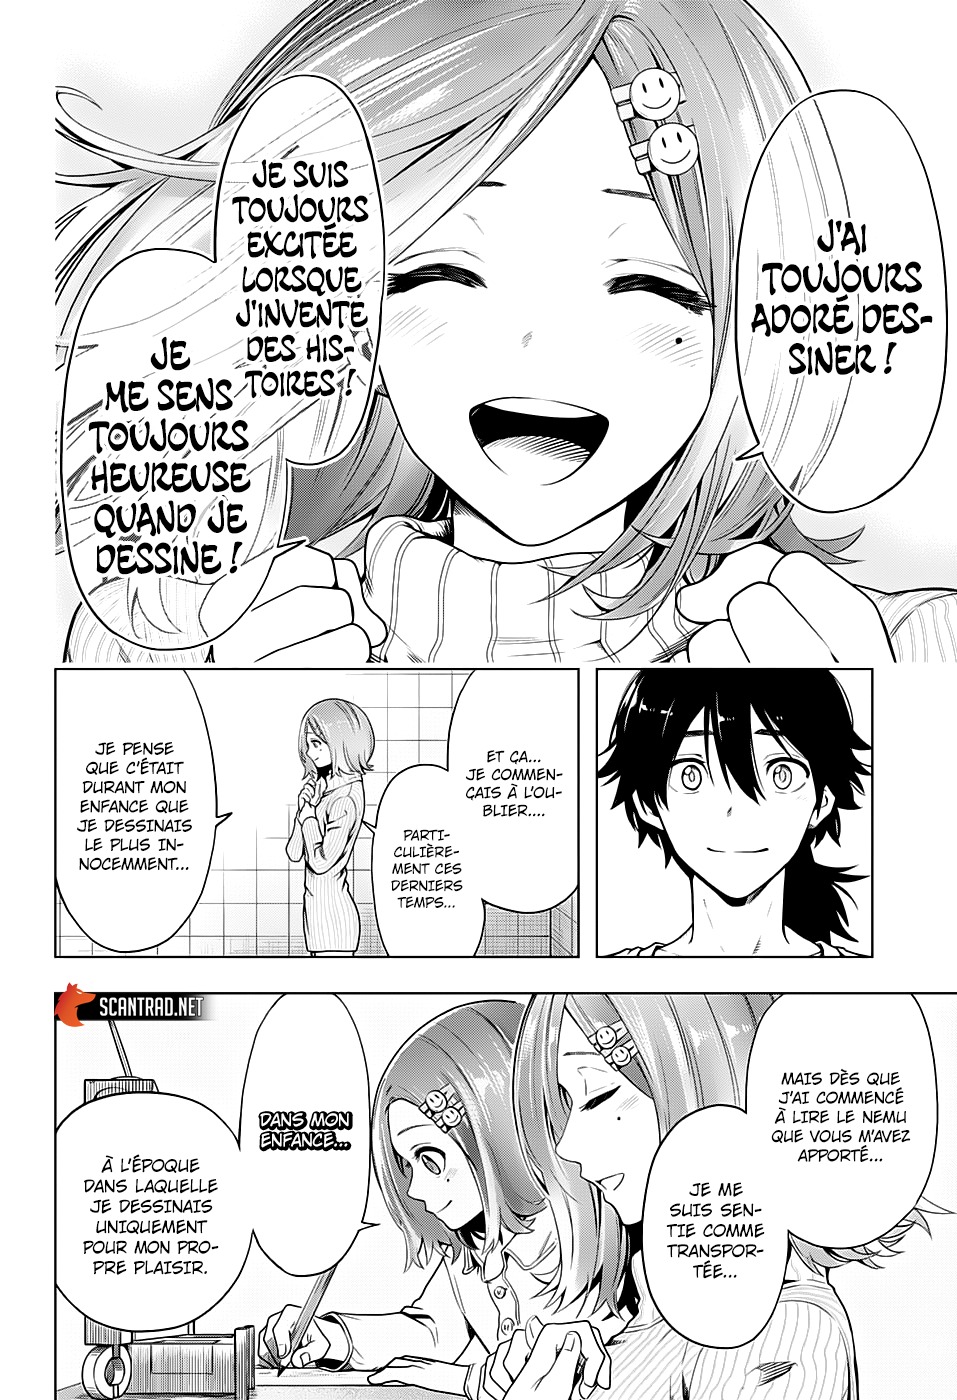 J'AI
TOUJOURS
ADORÉ DES-
SINER !
JE SUIS
TOUJOURS
EXCITÉE
LORSQUE
J'INVENTE
DES HIS-
TOIRES !
JE
ME SENS
TOUJOURS
HEUREUSE
QUAND JE
DESSINE !
ET ÇA...
JE COMMEN-
ÇAIS À L'OU-
BLIER....
PARTI-
CULIÈRE-
MENT CES
DERNIERS
TEMPS...
JE PENSE
QUE C'ÉTAIT
DURANT MON
ENFANCE QUE
JE DESSINAIS
LE PLUS IN-
NOCEMMENT...
SCANTRAD.NET
MAIS DÈS QUE
J'AI COMMENCÉ
À LIRE LE NEMU
QUE VOUS M'AVEZ
APPORTÉ...
JE ME
SUIS SEN-
TIE COMME
TRANSPOR-
TÉE...
DANS MON
ENFANCE...
À L'ÉPOQUE
DANS LAQUELLE
JE DESSINAIS
UNIQUEMENT
POUR MON PRO-
PRE PLAISIR.